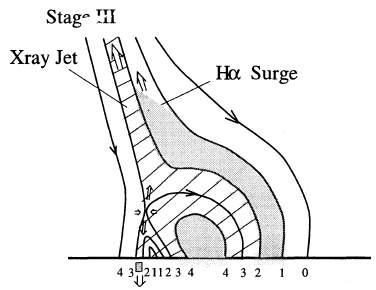 Stage III
Xray Jet
Hα Surge
4 3 2 1 1 2 3 4 4 3 2 1 0